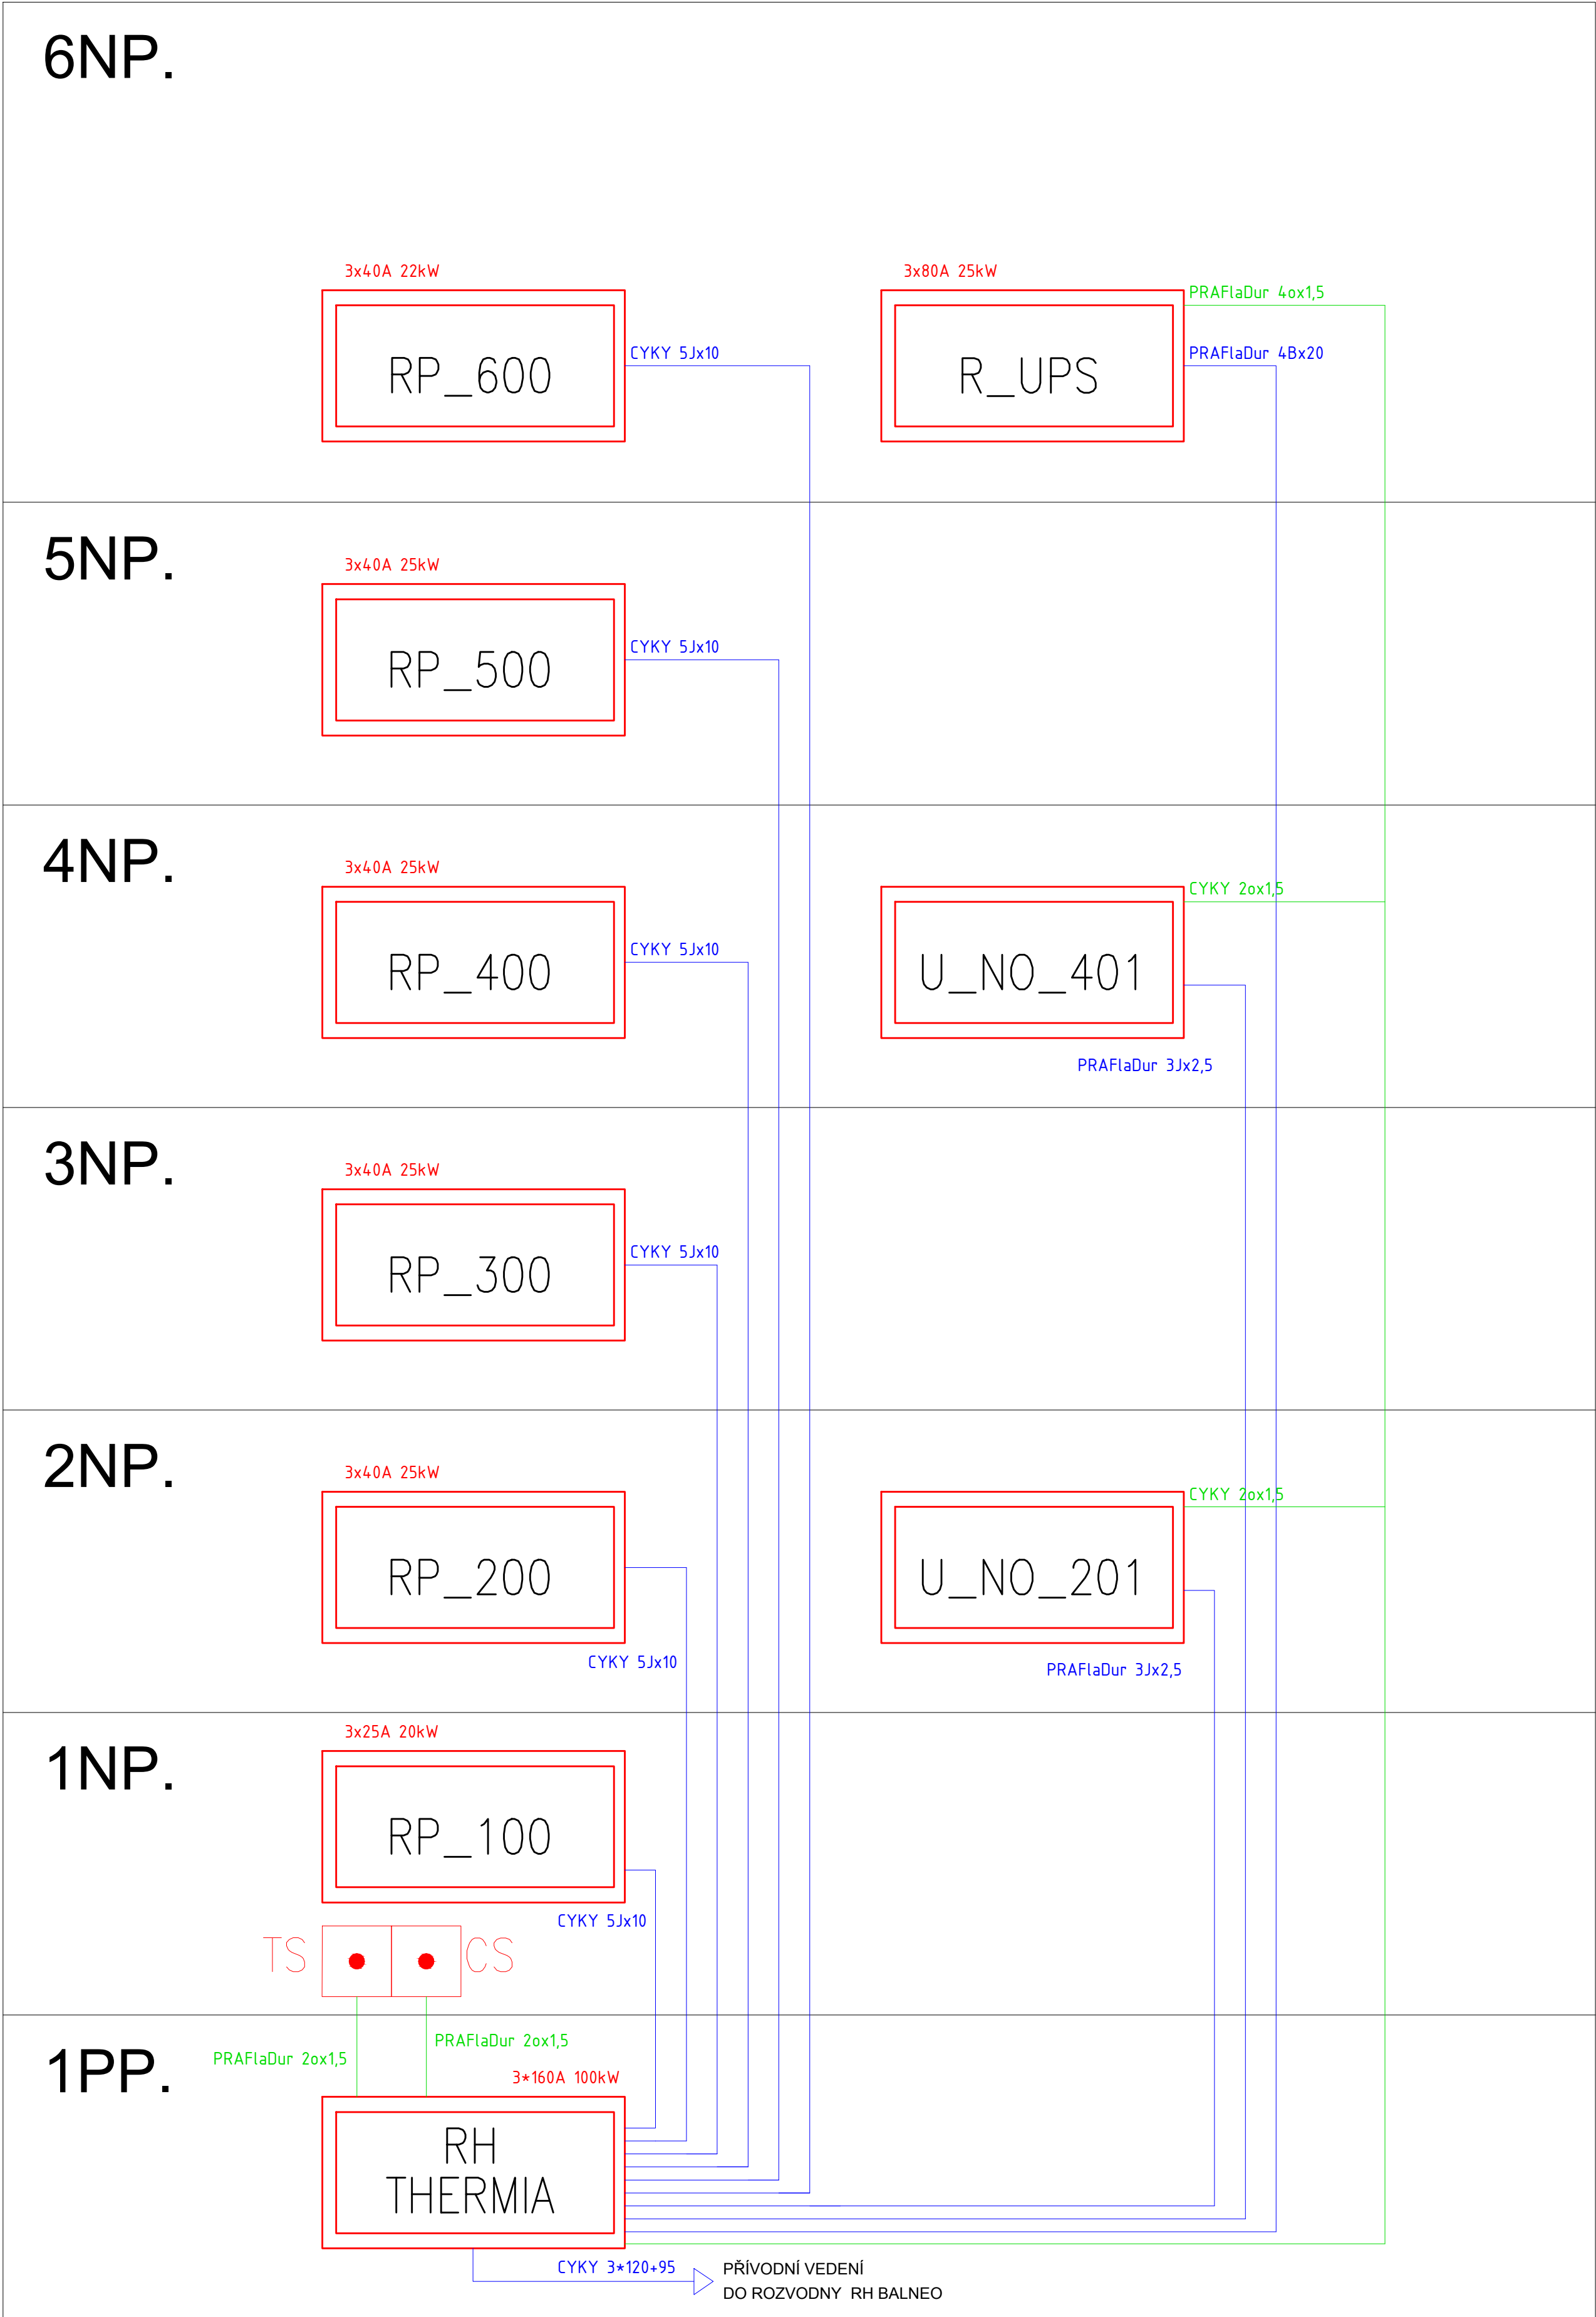 6NP.
3x40A 22kW
3x80A 25kW
PRAFlaDur 4ox1,5
CYKY 5Jx10
PRAFlaDur 4Bx20
RP_600
R_UPS
5NP.
3x40A 25kW
CYKY 5Jx10
RP_500
4NP.
3x40A 25kW
CYKY 2ox1,5
CYKY 5Jx10
RP_400
U_NO_401
PRAFlaDur 3Jx2,5
3NP.
3x40A 25kW
CYKY 5Jx10
RP_300
2NP.
3x40A 25kW
CYKY 2ox1,5
RP_200
U_NO_201
CYKY 5Jx10
PRAFlaDur 3Jx2,5
1NP.
3x25A 20kW
RP_100
CYKY 5Jx10
TS
CS
1PP.
PRAFlaDur 2ox1,5
PRAFlaDur 2ox1,5
3*160A 100kW
RH
THERMIA
CYKY 3*120+95
PŘÍVODNÍ VEDENÍ
DO ROZVODNY RH BALNEO